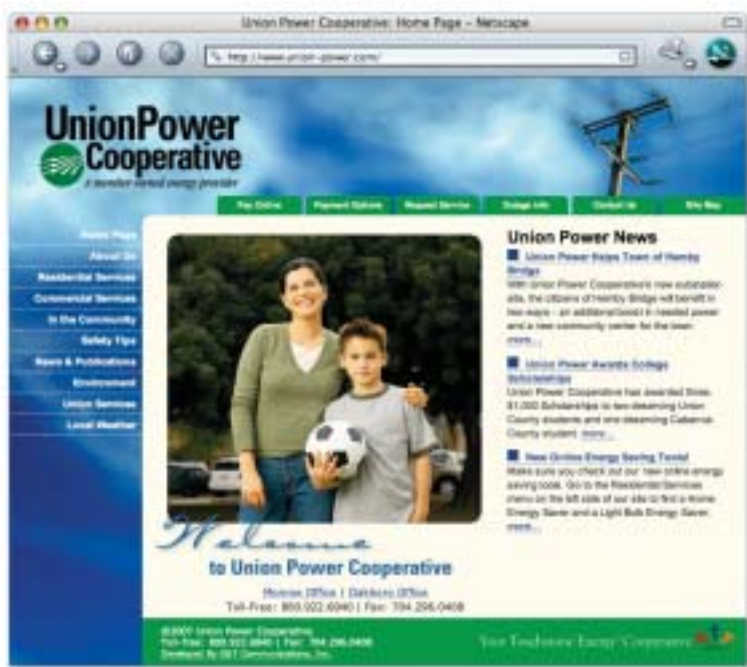 Union Power Cooperative: Home Page - Netscape
http://www.union-power.com/
UnionPower
Cooperative
A member owned energy provider
Pay Online Payment Options Request Service Outage Info Contact Us Site Map
Home Page
About Us
Residential Services
Commercial Services
In the Community
Safety Tips
News & Publications
Environment
Union Services
Local Weather
Union Power News
Union Power Helps Town of Hemby
Bridge
With Union Power Cooperative's new substation
site, the citizens of Hemby Bridge will benefit in
two ways - an additional boost in needed power
and a new community center for the town.
more...
Union Power Awards College
Scholarships
Union Power Cooperative has awarded three
$1,000 Scholarships to two deserving Union
County students and one deserving Cabarrus
County student. more...
New Online Energy Saving Tools!
Make sure you check out our new online energy
saving tools. Go to the Residential Services
menu on the left side of our site to find a Home
Energy Saver and a Light Bulb Energy Saver.
more...
Welcome
to Union Power Cooperative
Monroe Office | Oakboro Office
Toll-Free: 800.922.6840 | Fax: 704.296.0408
©2007 Union Power Cooperative
Toll-Free: 800.922.6840 | Fax: 704.296.0408
Developed By Communications, Inc.
Your Touchstone Energy Cooperative